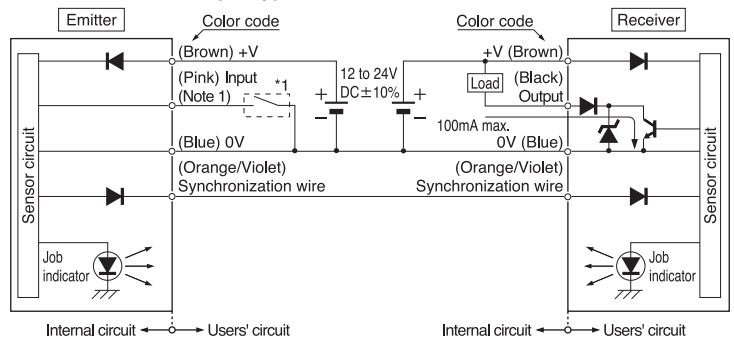 Emitter
Color code
Color code
Receiver
(Brown) +V
+V (Brown)
(Pink) Input
(Note 1)
*1
12 to 24V
DC±10%
+
−
+
−
Load
(Black)
Output
100mA max.
(Blue) 0V
0V (Blue)
(Orange/Violet)
Synchronization wire
(Orange/Violet)
Synchronization wire
Sensor circuit
Sensor circuit
Job
indicator
Job
indicator
Internal circuit
Users' circuit
Internal circuit
Users' circuit